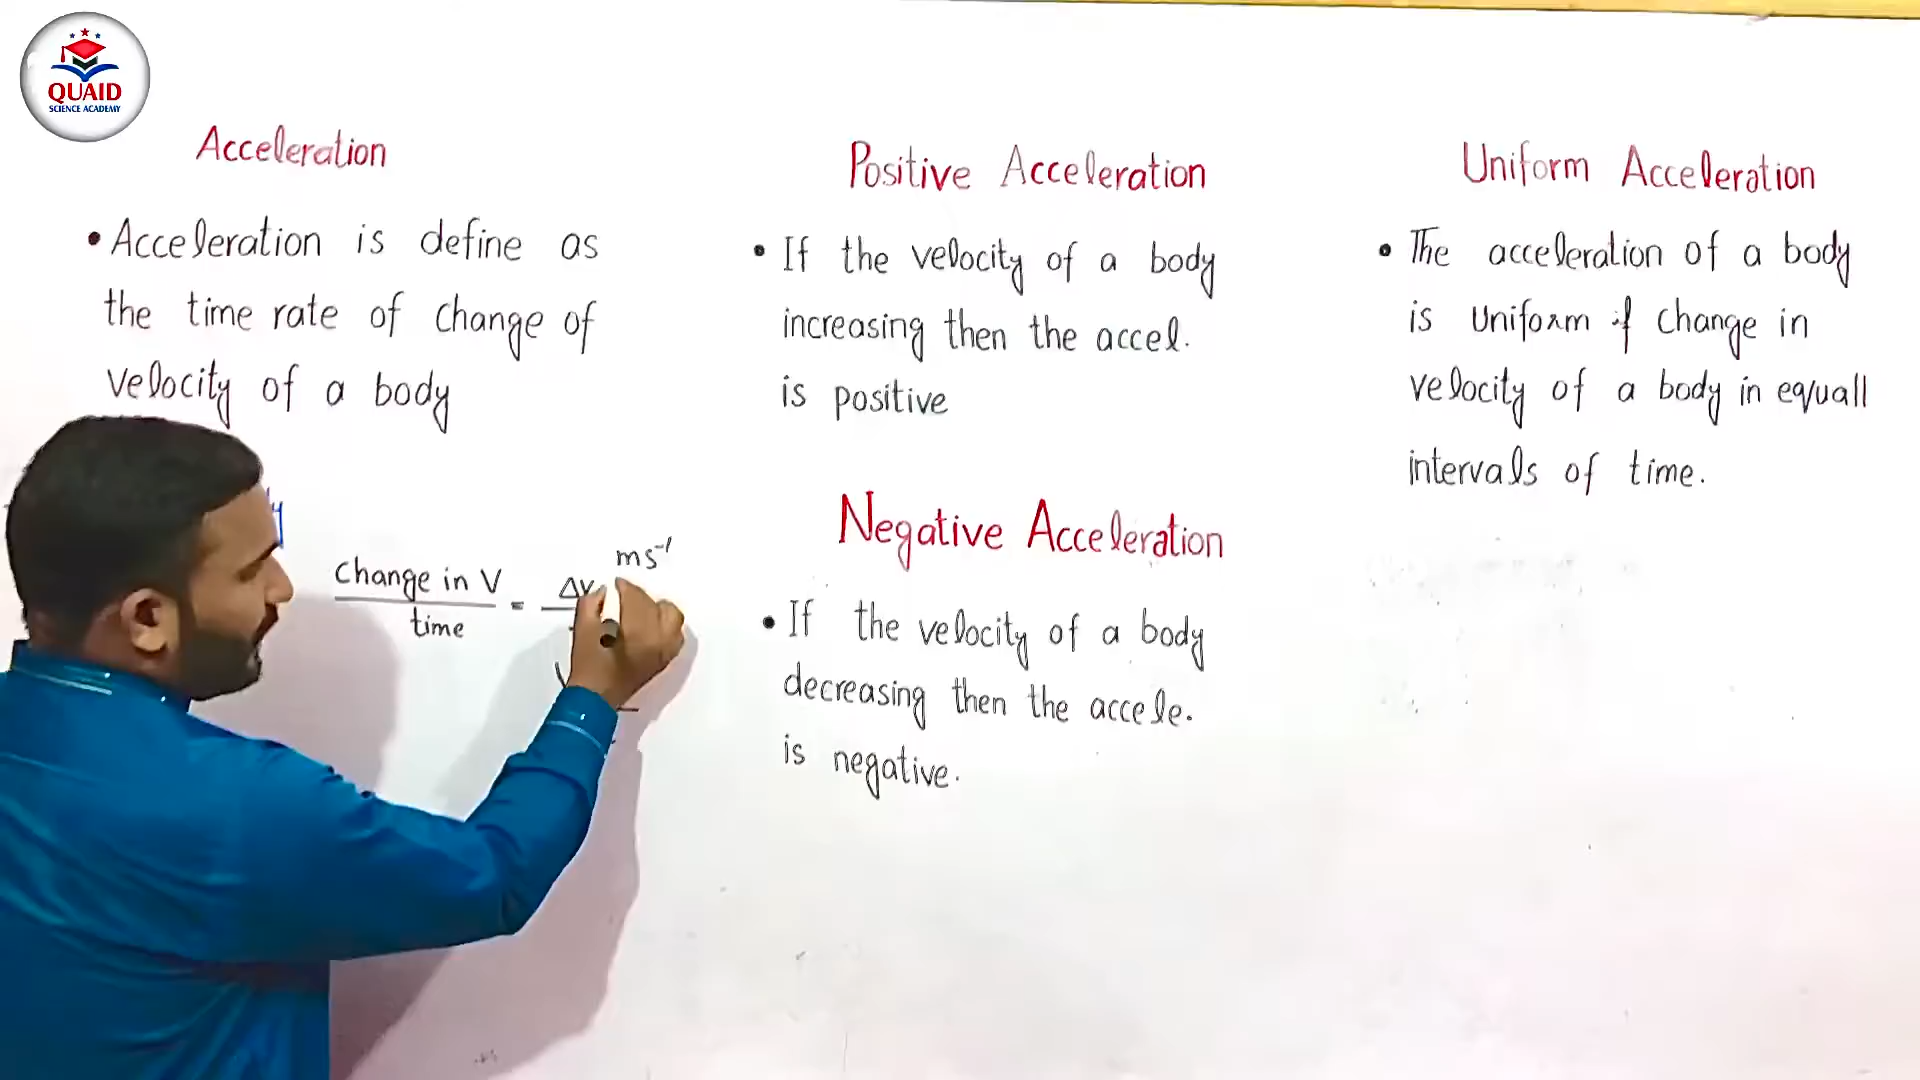 QUAID
SCIENCE ACADEMY
Acceleration
• Acceleration is define as
the time rate of change of
velocity of a body
Change in V
time
=
ΔV
ms⁻¹
Positive Acceleration
• If the velocity of a body
increasing then the accel.
is positive
Negative Acceleration
• If the velocity of a body
decreasing then the accele.
is negative.
Uniform Acceleration
• The acceleration of a body
is Uniform if change in
velocity of a body in equall
intervals of time.